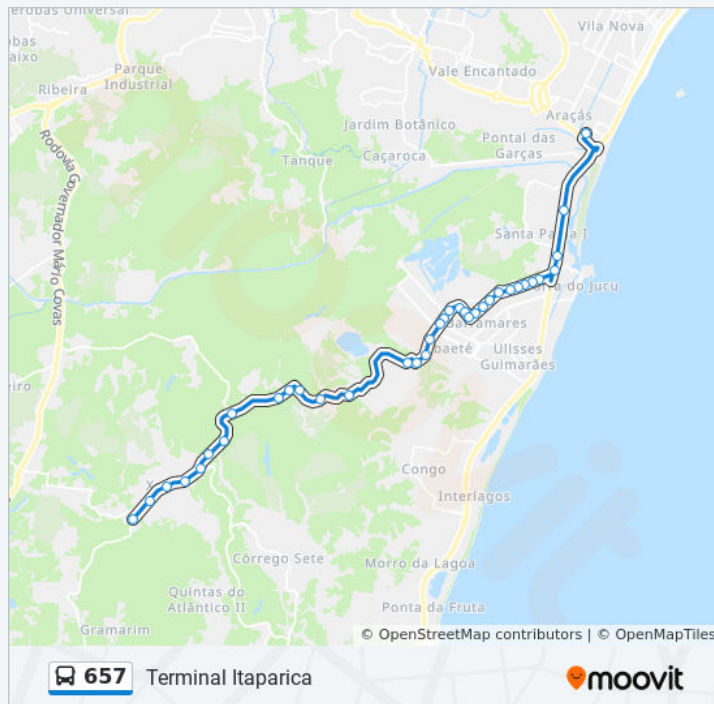 Vila Nova
Parque
Industrial
Ribeira
Vale Encantado
Araçás
Jardim Botânico
Pontal das
Garças
Caçaroca
Tanque
Rodovia Governador Mário Covas
Santa Paula I
do Jucu
Ulisses
Guimarães
Congo
Interlagos
Córrego Sete
Morro da Lagoa
Quintas do
Atlântico II
Ponta da Fruta
Gramarim
© OpenStreetMap contributors | © OpenMapTiles
657 Terminal Itaparica
moovit